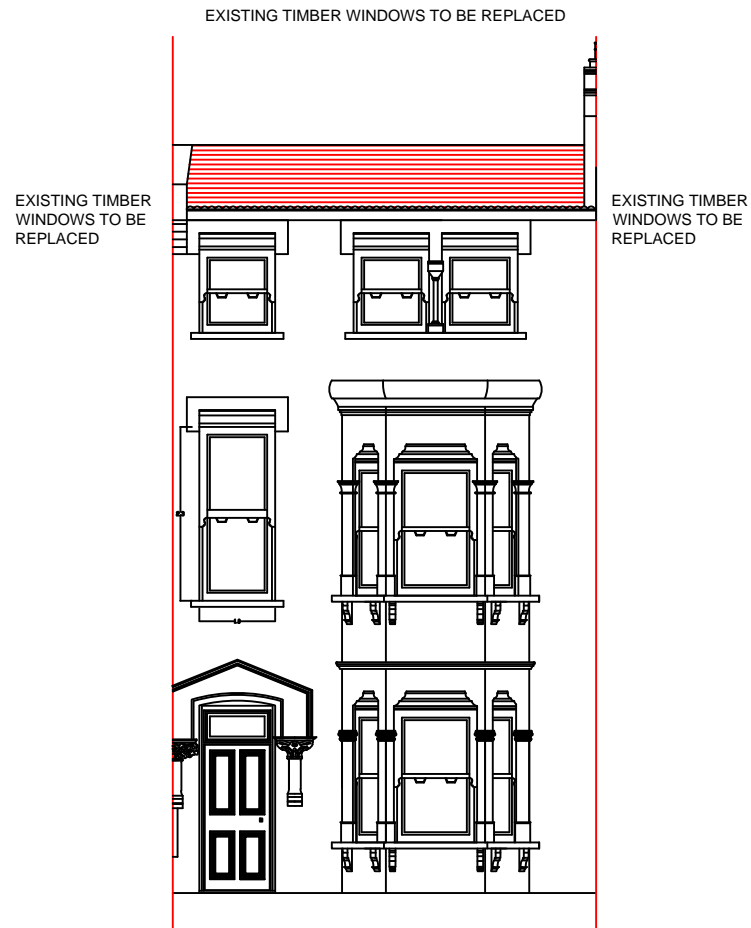 EXISTING TIMBER WINDOWS TO BE REPLACED
EXISTING TIMBER
WINDOWS TO BE
REPLACED
EXISTING TIMBER
WINDOWS TO BE
REPLACED